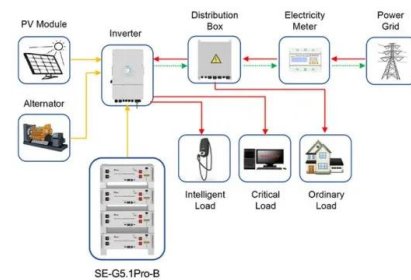 PV Module
Inverter
Distribution
Box
Electricity
Meter
Power
Grid
Alternator
Intelligent
Load
Critical
Load
Ordinary
Load
SE-G5.1Pro-B